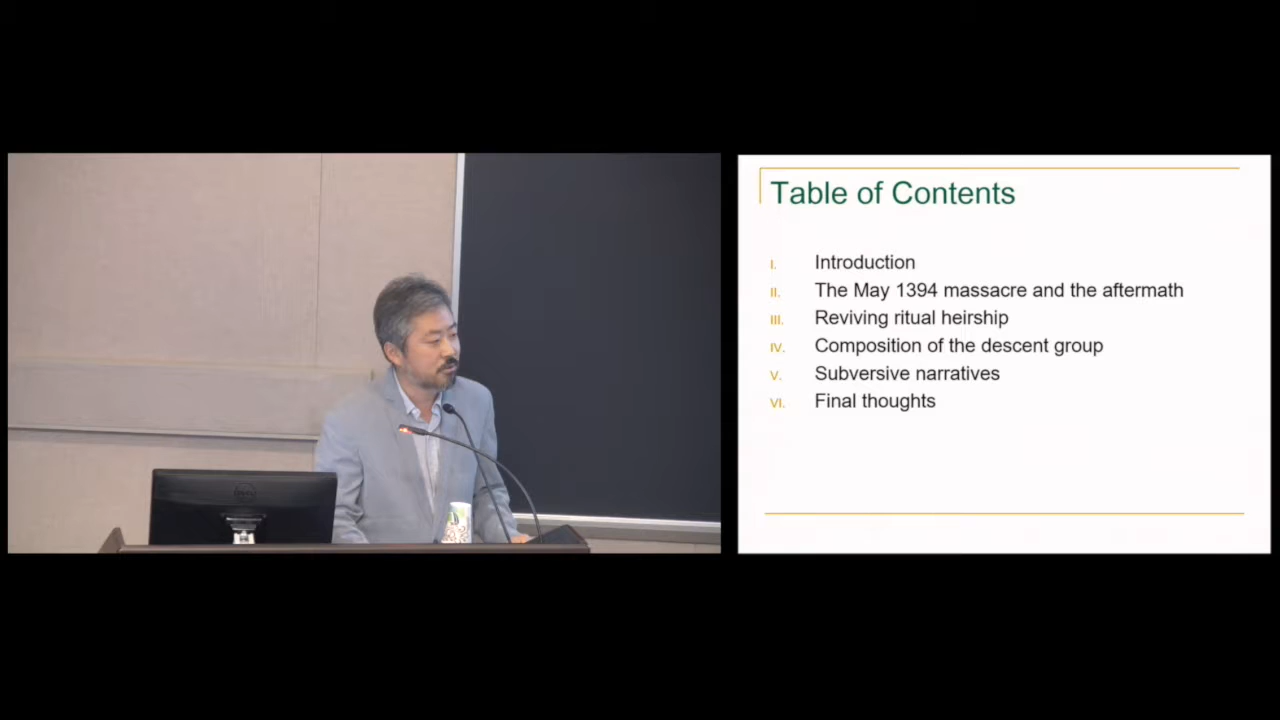 Table of Contents
I. Introduction
II. The May 1394 massacre and the aftermath
III. Reviving ritual heirship
IV. Composition of the descent group
V. Subversive narratives
VI. Final thoughts